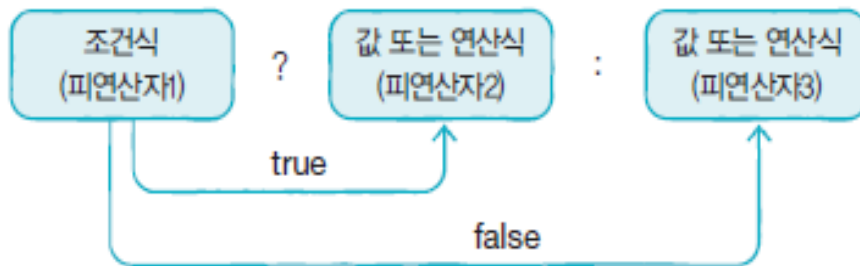 조건식
(피연산자1)
?
값 또는 연산식
(피연산자2)
:
값 또는 연산식
(피연산자3)
true
false